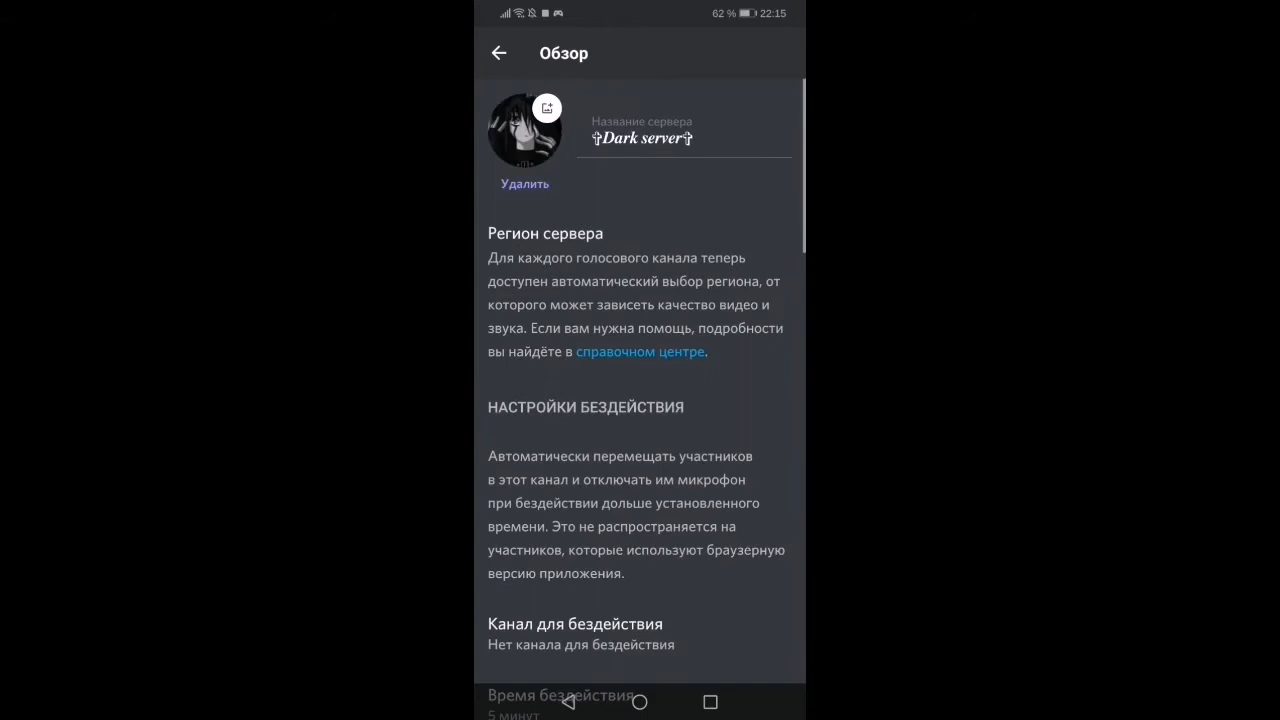 62 % 22:15
Обзор
Название сервера
✞Dark server✞
Удалить
Регион сервера
Для каждого голосового канала теперь
доступен автоматический выбор региона, от
которого может зависеть качество видео и
звука. Если вам нужна помощь, подробности
вы найдёте в справочном центре.
НАСТРОЙКИ БЕЗДЕЙСТВИЯ
Автоматически перемещать участников
в этот канал и отключать им микрофон
при бездействии дольше установленного
времени. Это не распространяется на
участников, которые используют браузерную
версию приложения.
Канал для бездействия
Нет канала для бездействия
Время бездействия
5 минут